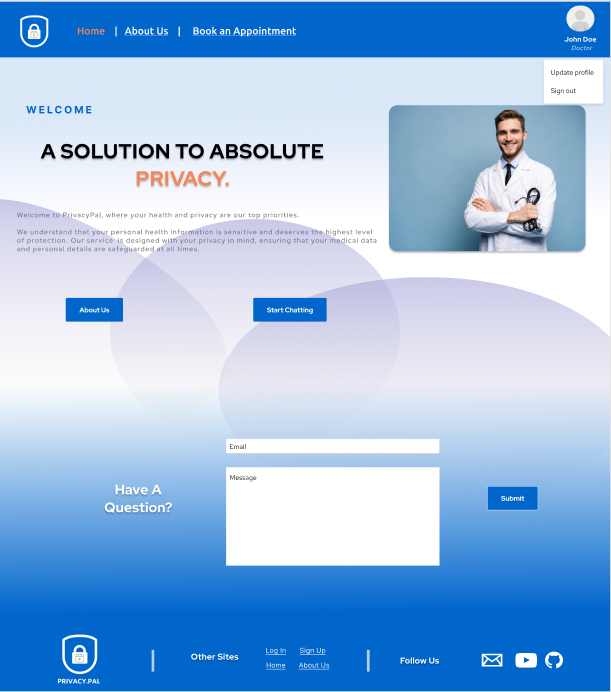 Home | About Us | Book an Appointment
John Doe
Doctor
Update profile
Sign out
WELCOME
A SOLUTION TO ABSOLUTE
PRIVACY.
Welcome to PrivacyPal, where your health and privacy are our top priorities.
We understand that your personal health information is sensitive and deserves the highest level
of protection. Our service is designed with your privacy in mind, ensuring that your medical data
and personal details are safeguarded at all times.
About Us
Start Chatting
Email
Message
Have A
Question?
Submit
PRIVACY.PAL
Other Sites
Log In Sign Up
Home About Us
Follow Us